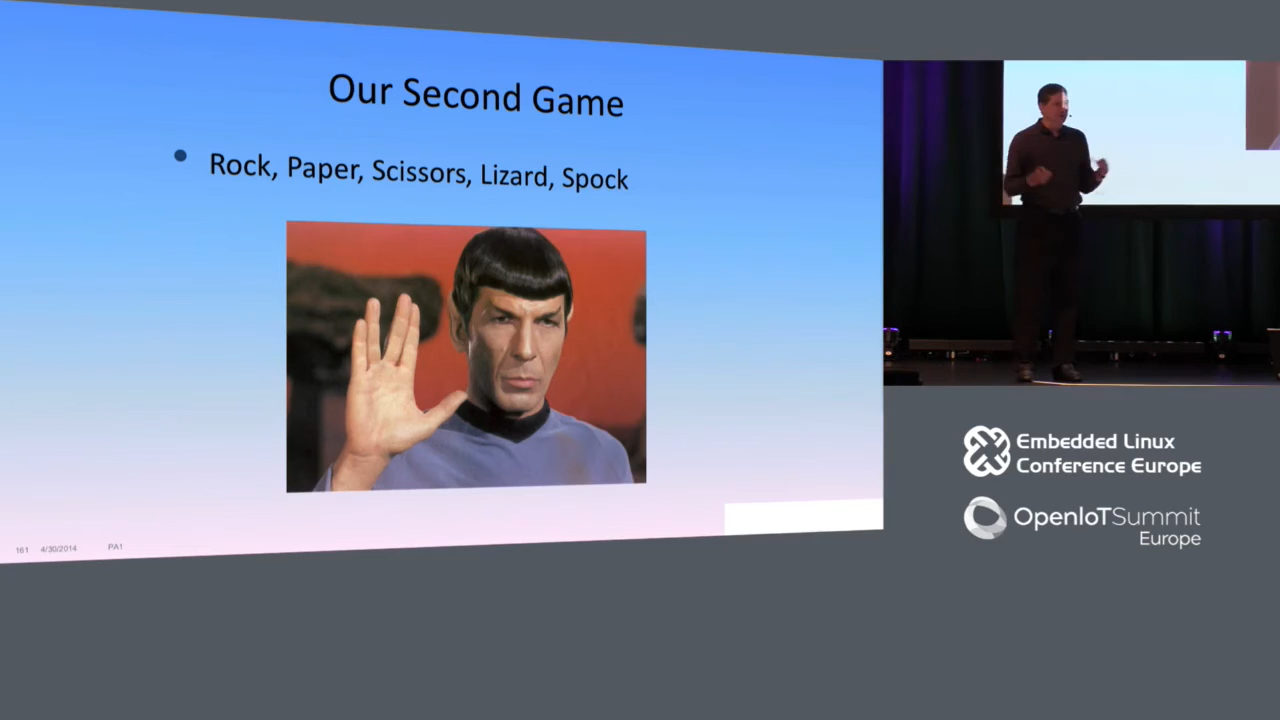 Our Second Game
Rock, Paper, Scissors, Lizard, Spock
161 4/30/2014 PA1
Embedded Linux
Conference Europe
OpenIoTSummit
Europe